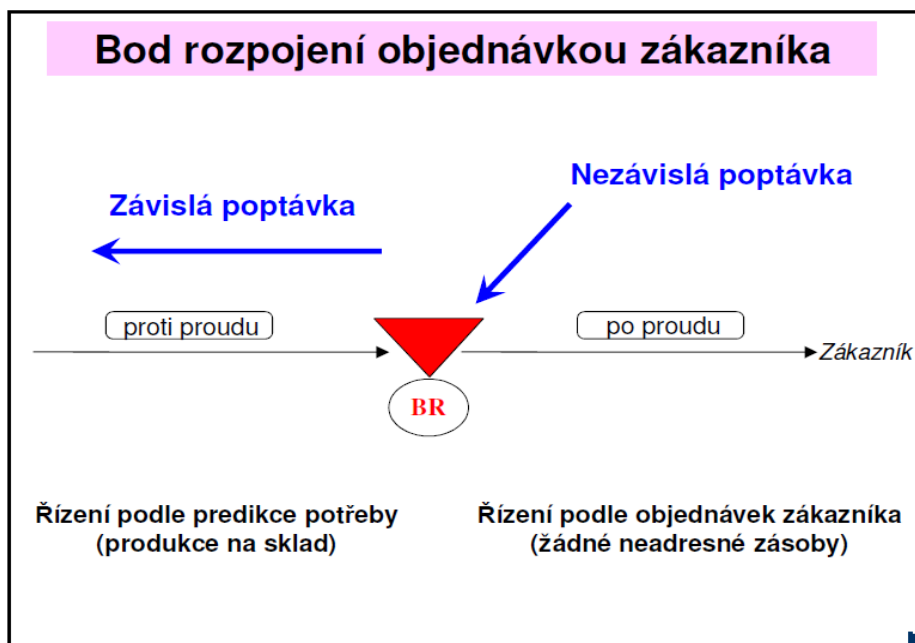 Bod rozpojení objednávkou zákazníka
Nezávislá poptávka
Závislá poptávka
proti proudu
po proudu
Zákazník
BR
Řízení podle predikce potřeby
(produkce na sklad)
Řízení podle objednávek zákazníka
(žádné neadresné zásoby)